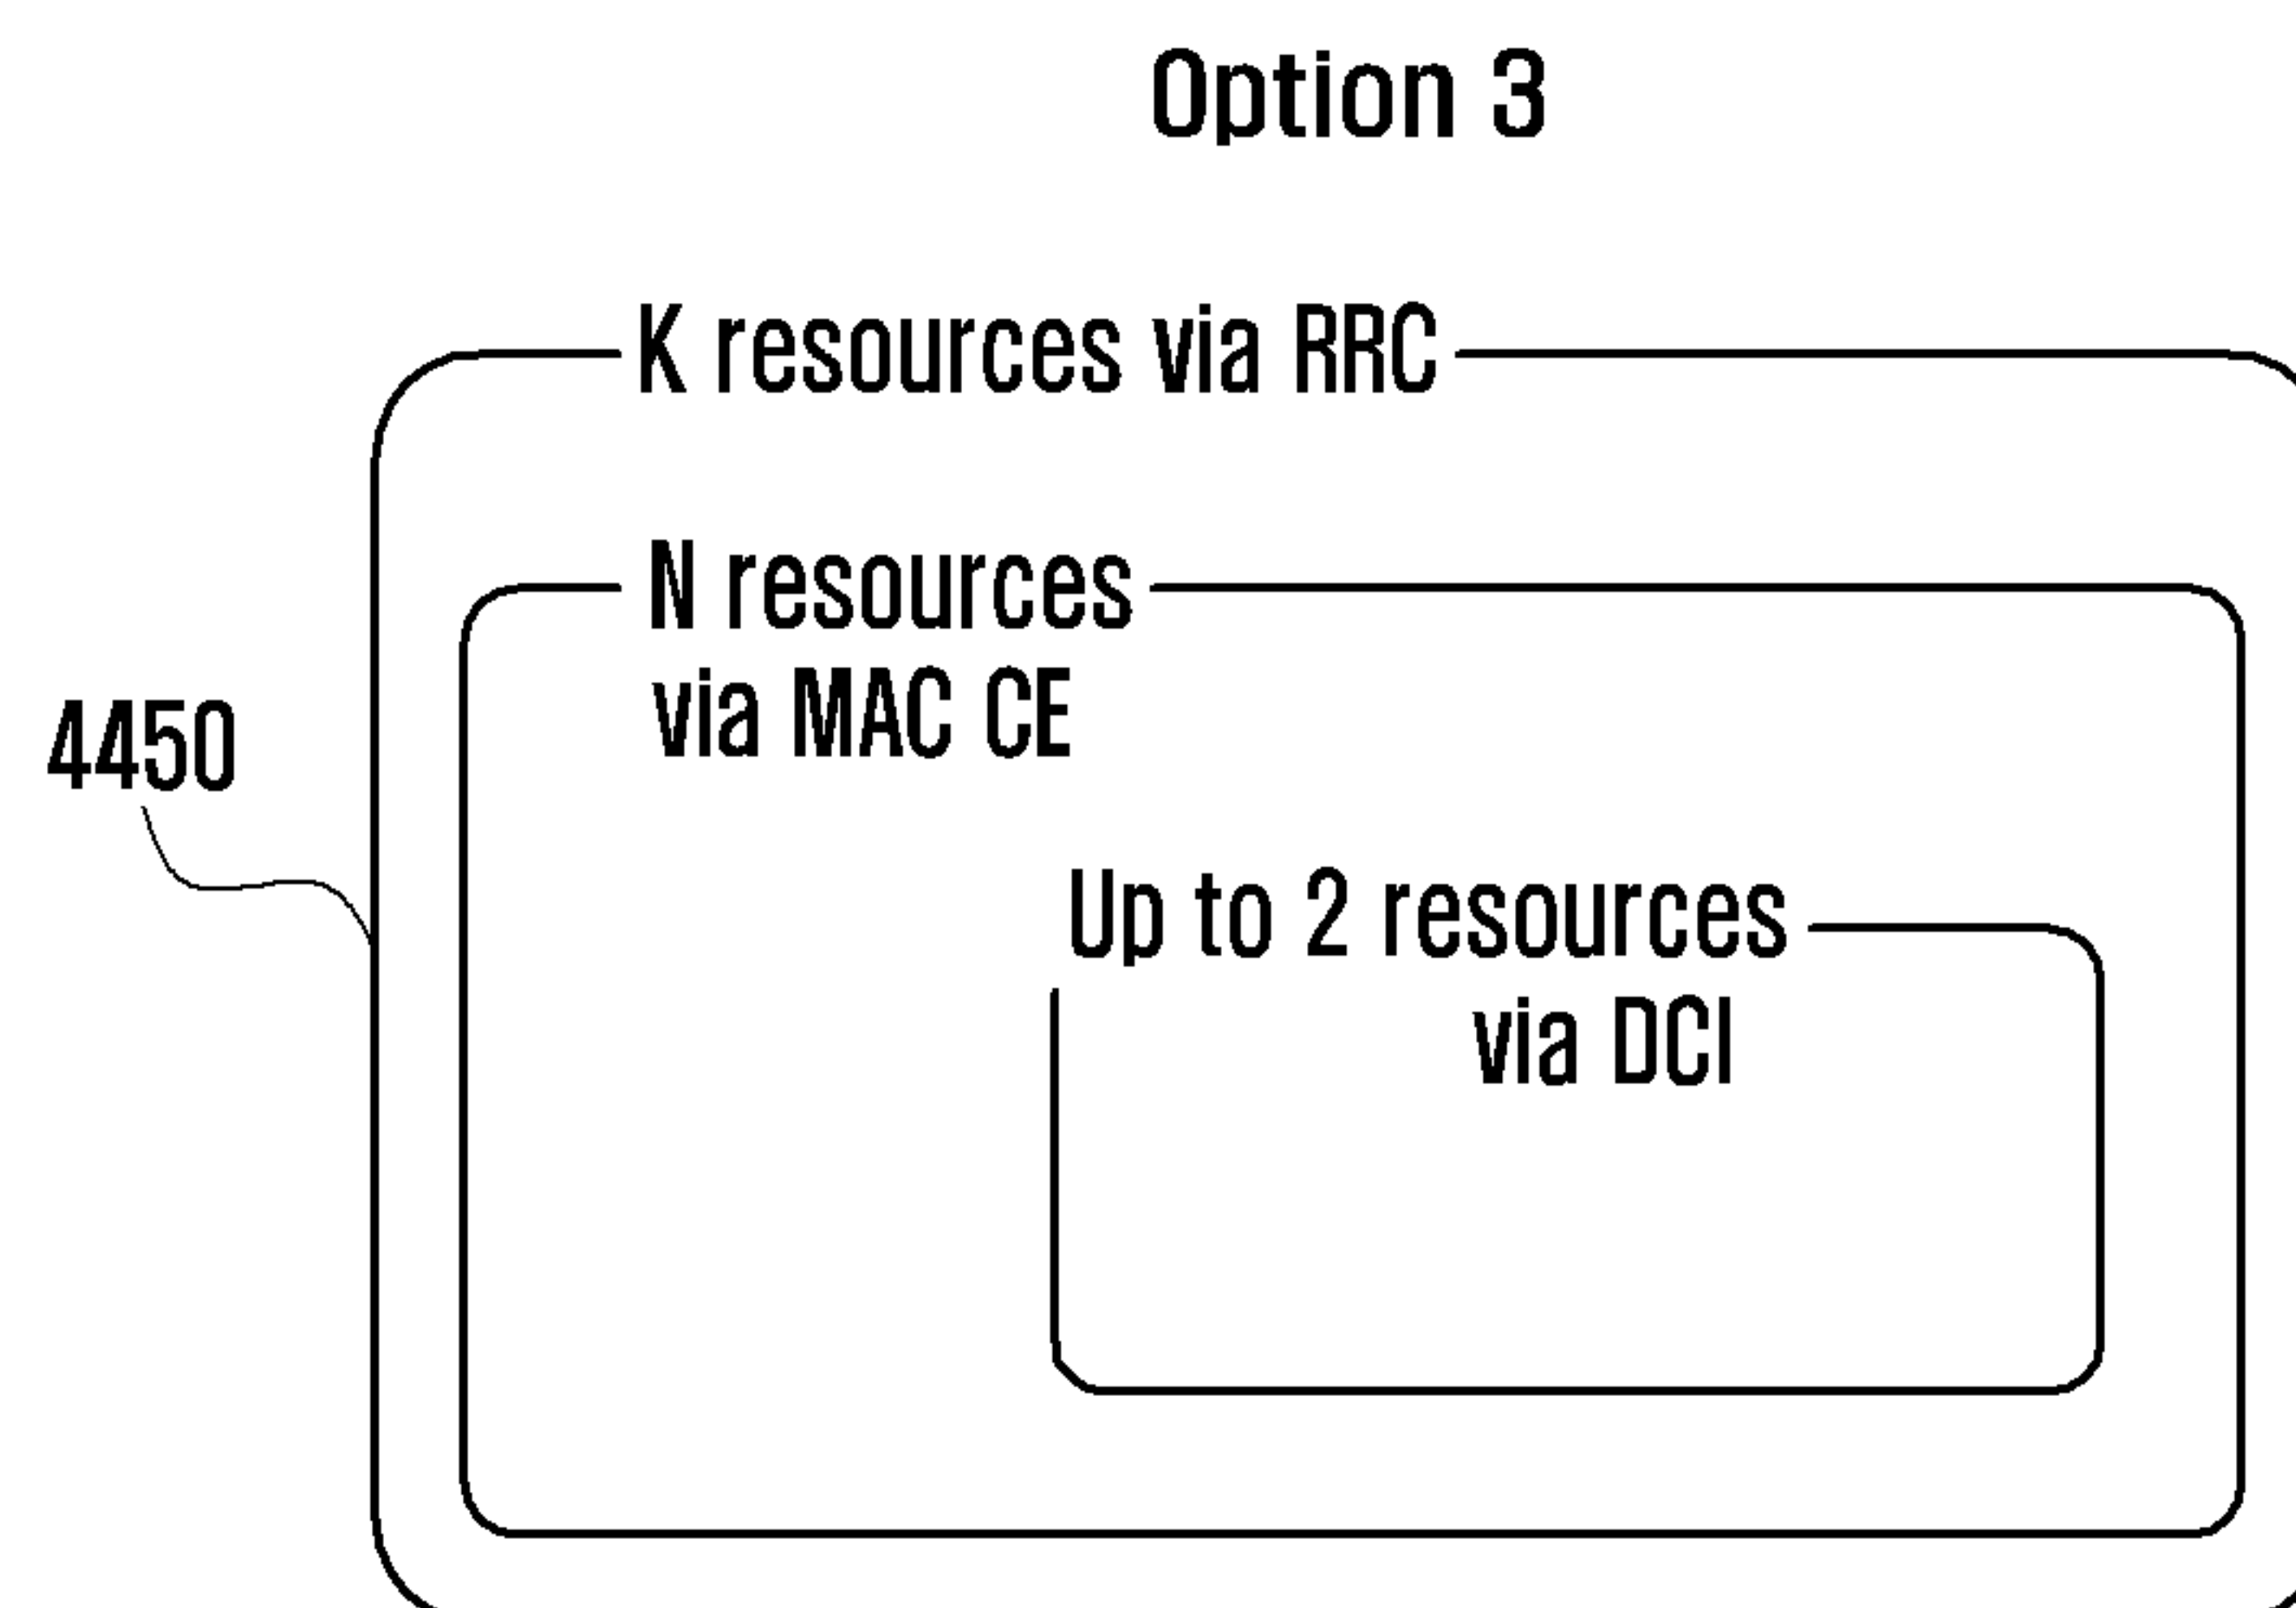 Option 3
K resources via RRC
N resources
via MAC CE
4450
Up to 2 resources
via DCI